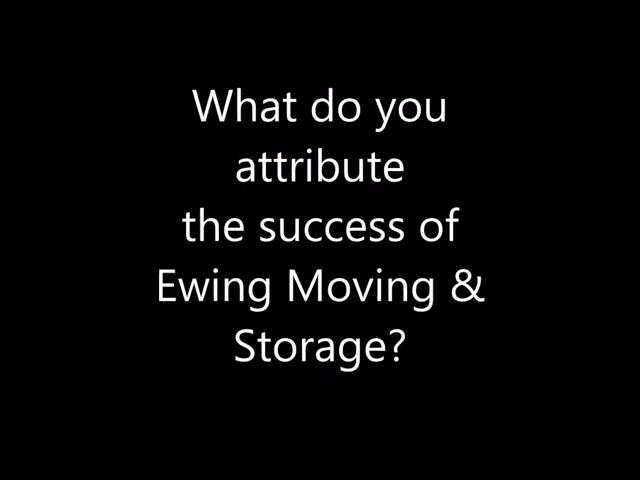 What do you
attribute
the success of
Ewing Moving &
Storage?